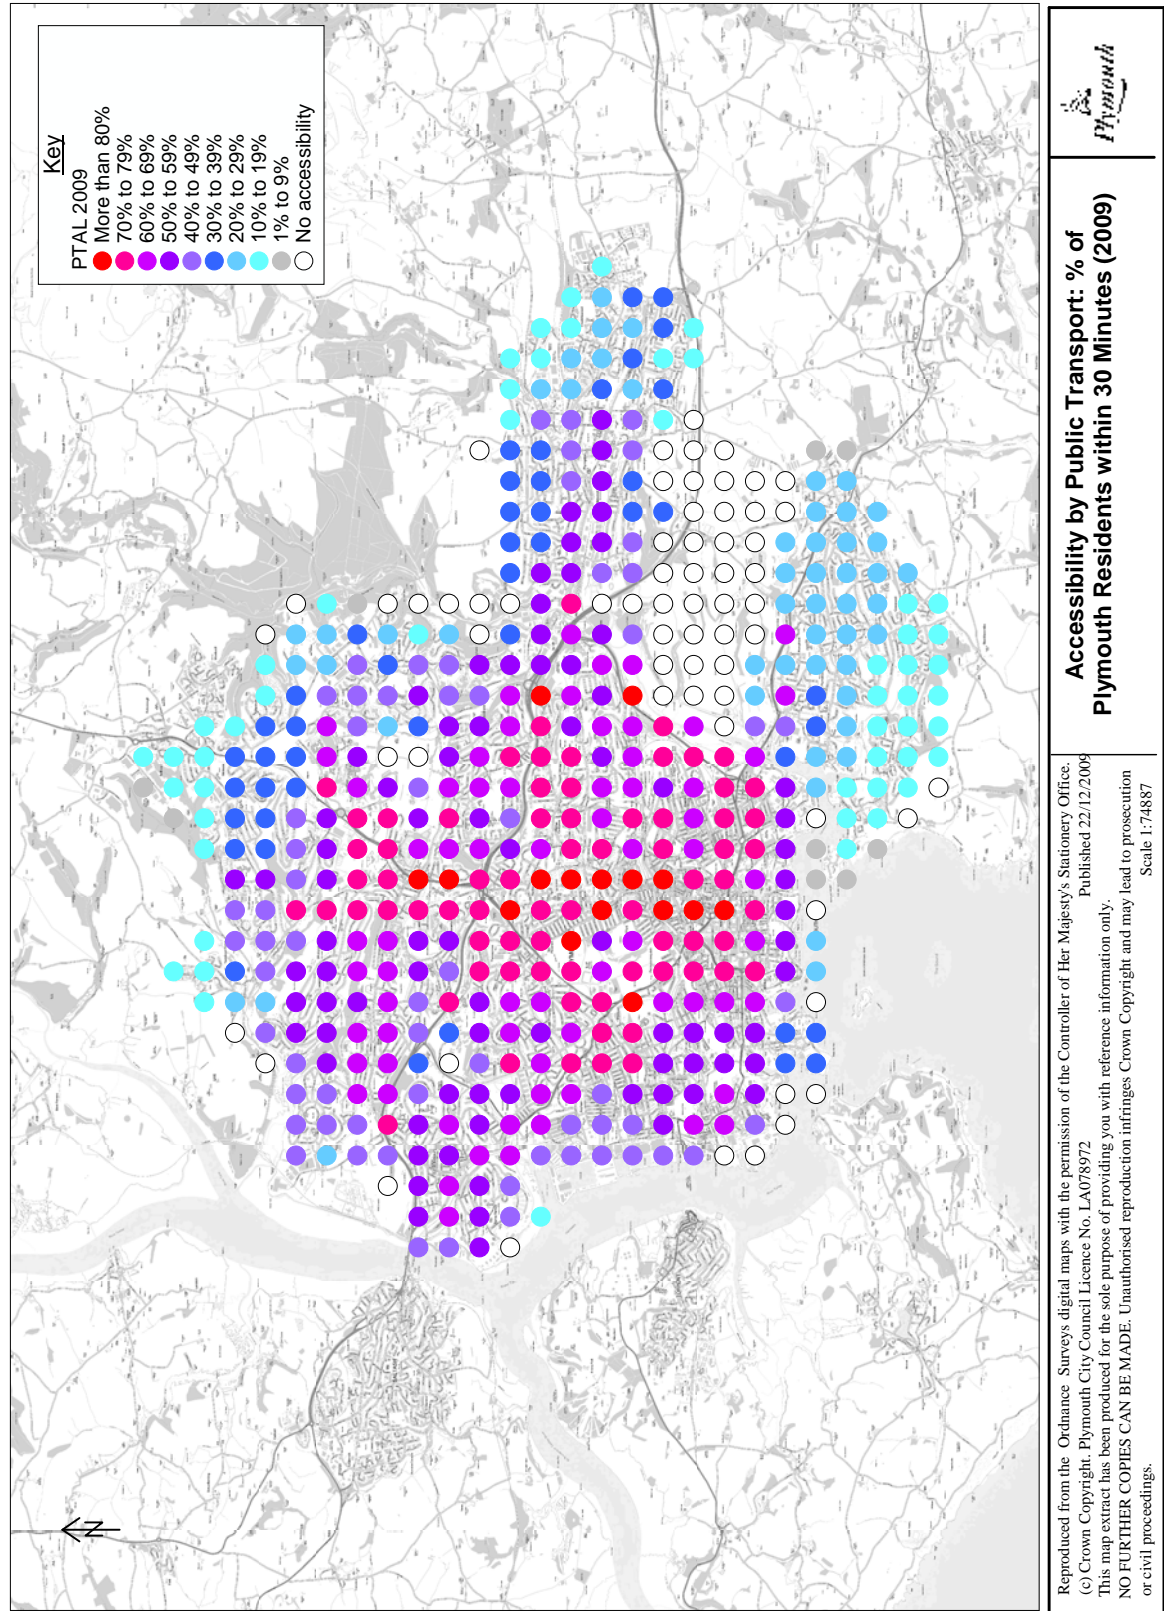 Key
PTAL 2009
More than 80%
70% to 79%
60% to 69%
50% to 59%
40% to 49%
30% to 39%
20% to 29%
10% to 19%
1% to 9%
No accessibility
N
Plymouth
Accessibility by Public Transport: % of
Plymouth Residents within 30 Minutes (2009)
Reproduced from the Ordnance Surveys digital maps with the permission of the Controller of Her Majesty's Stationery Office.
(c) Crown Copyright. Plymouth City Council Licence No. LA078972 Published 22/12/2009
This map extract has been produced for the sole purpose of providing you with reference information only.
NO FURTHER COPIES CAN BE MADE. Unauthorised reproduction infringes Crown Copyright and may lead to prosecution
or civil proceedings. Scale 1:74887